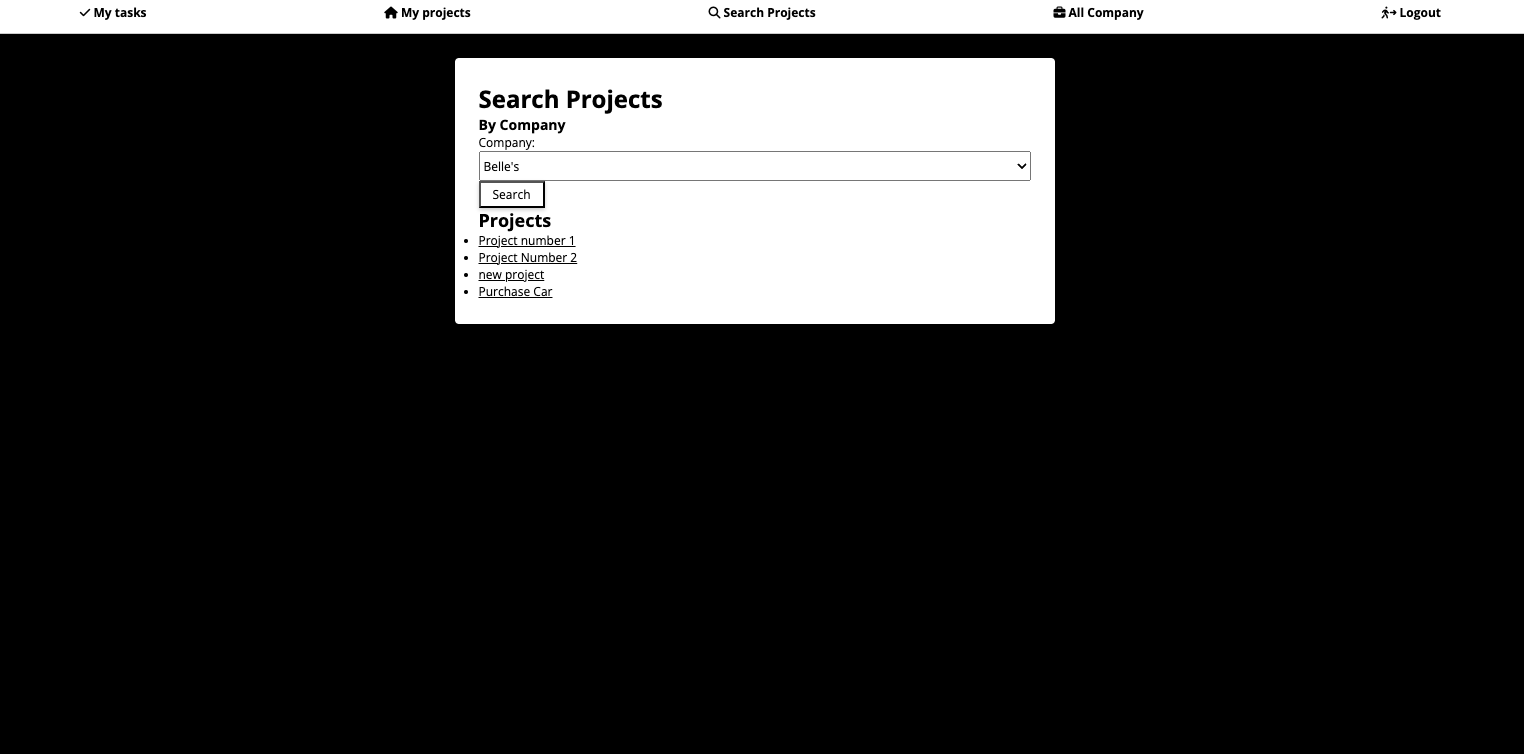 My tasks My projects Search Projects All Company Logout
Search Projects
By Company
Company:
Belle's
Search
Projects
Project number 1
Project Number 2
new project
Purchase Car